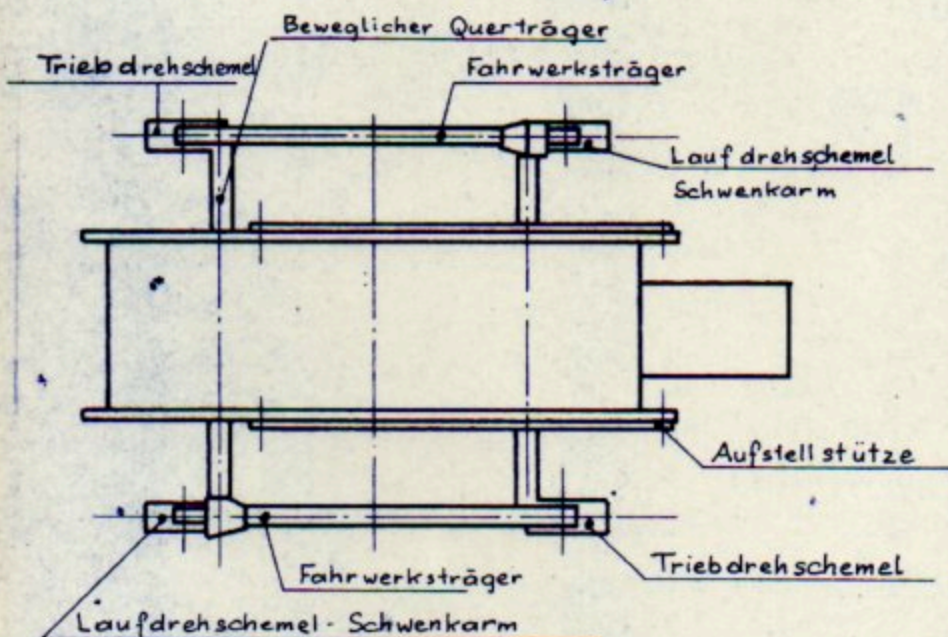 Beweglicher Querträger
Triebdrehschemel
Fahrwerksträger
Laufdrehschemel
Schwenkarm
Aufstellstütze
Triebdrehschemel
Fahrwerksträger
Laufdrehschemel - Schwenkarm